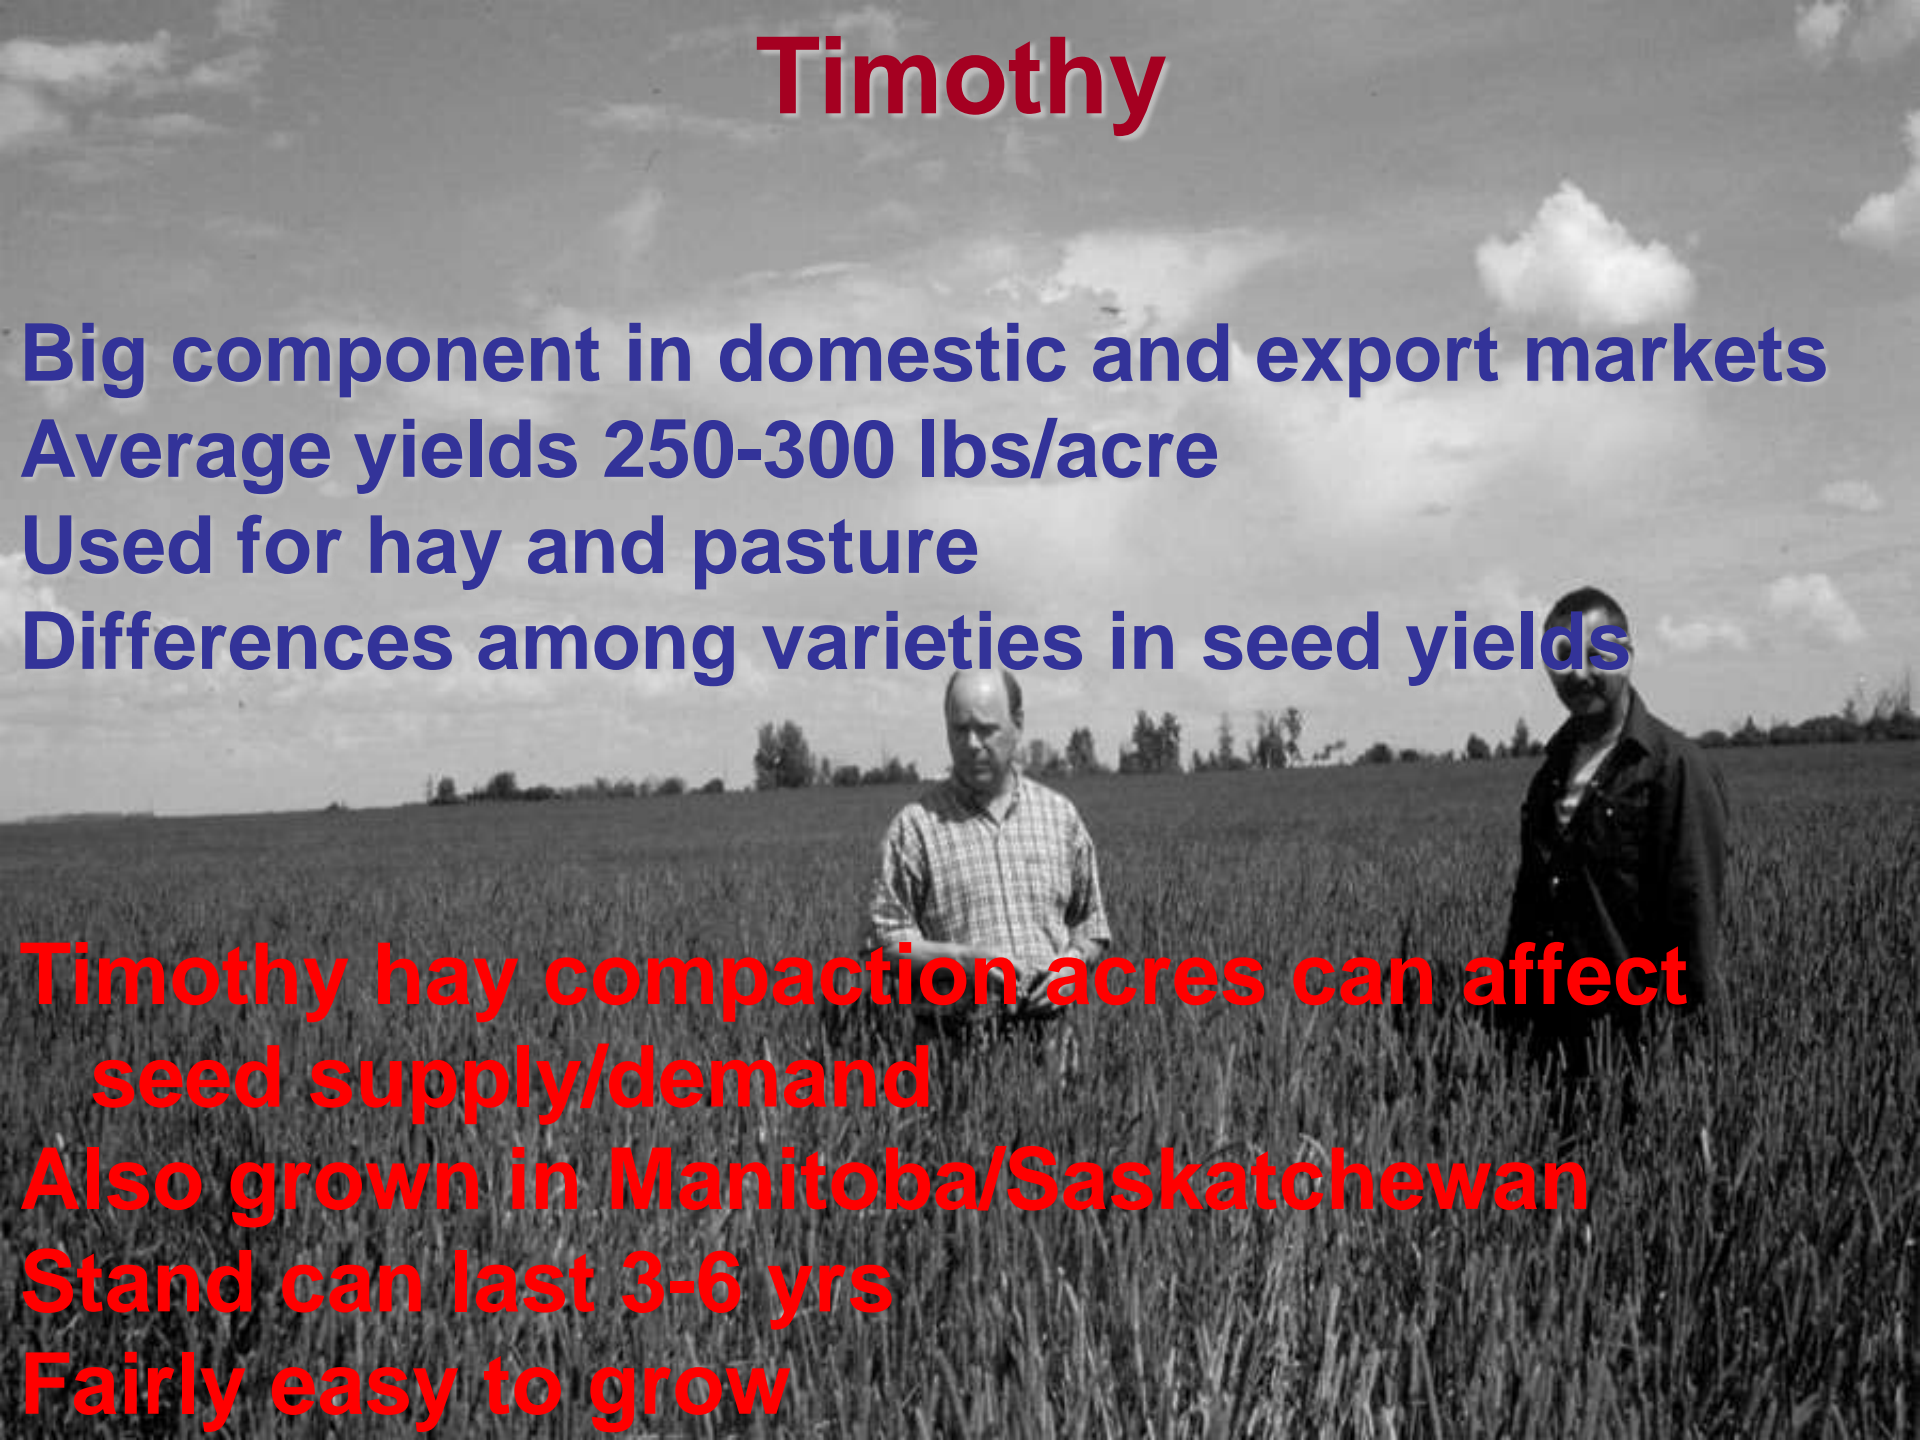 Timothy
Big component in domestic and export markets
Average yields 250-300 lbs/acre
Used for hay and pasture
Differences among varieties in seed yields
Timothy hay compaction acres can affect
seed supply/demand
Also grown in Manitoba/Saskatchewan
Stand can last 3-6 yrs
Fairly easy to grow